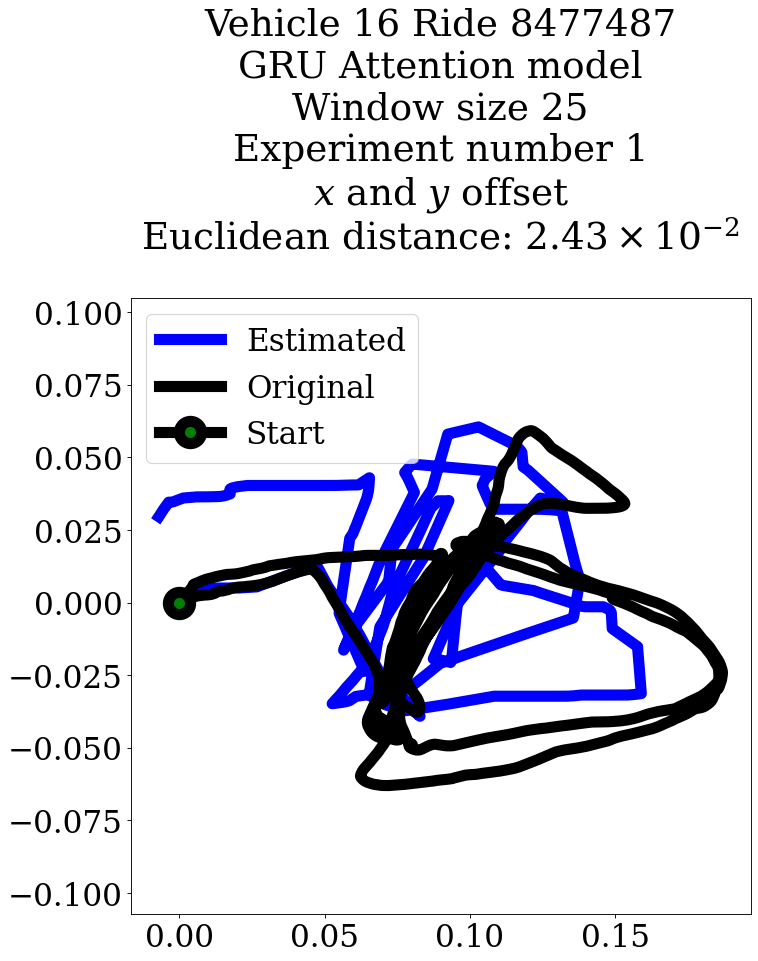 Vehicle 16 Ride 8477487
GRU Attention model
Window size 25
Experiment number 1
x and y offset
Euclidean distance: 2.43 × 10⁻²
Estimated
Original
Start
0.100
0.075
0.050
0.025
0.000
−0.025
−0.050
−0.075
−0.100
0.00 0.05 0.10 0.15